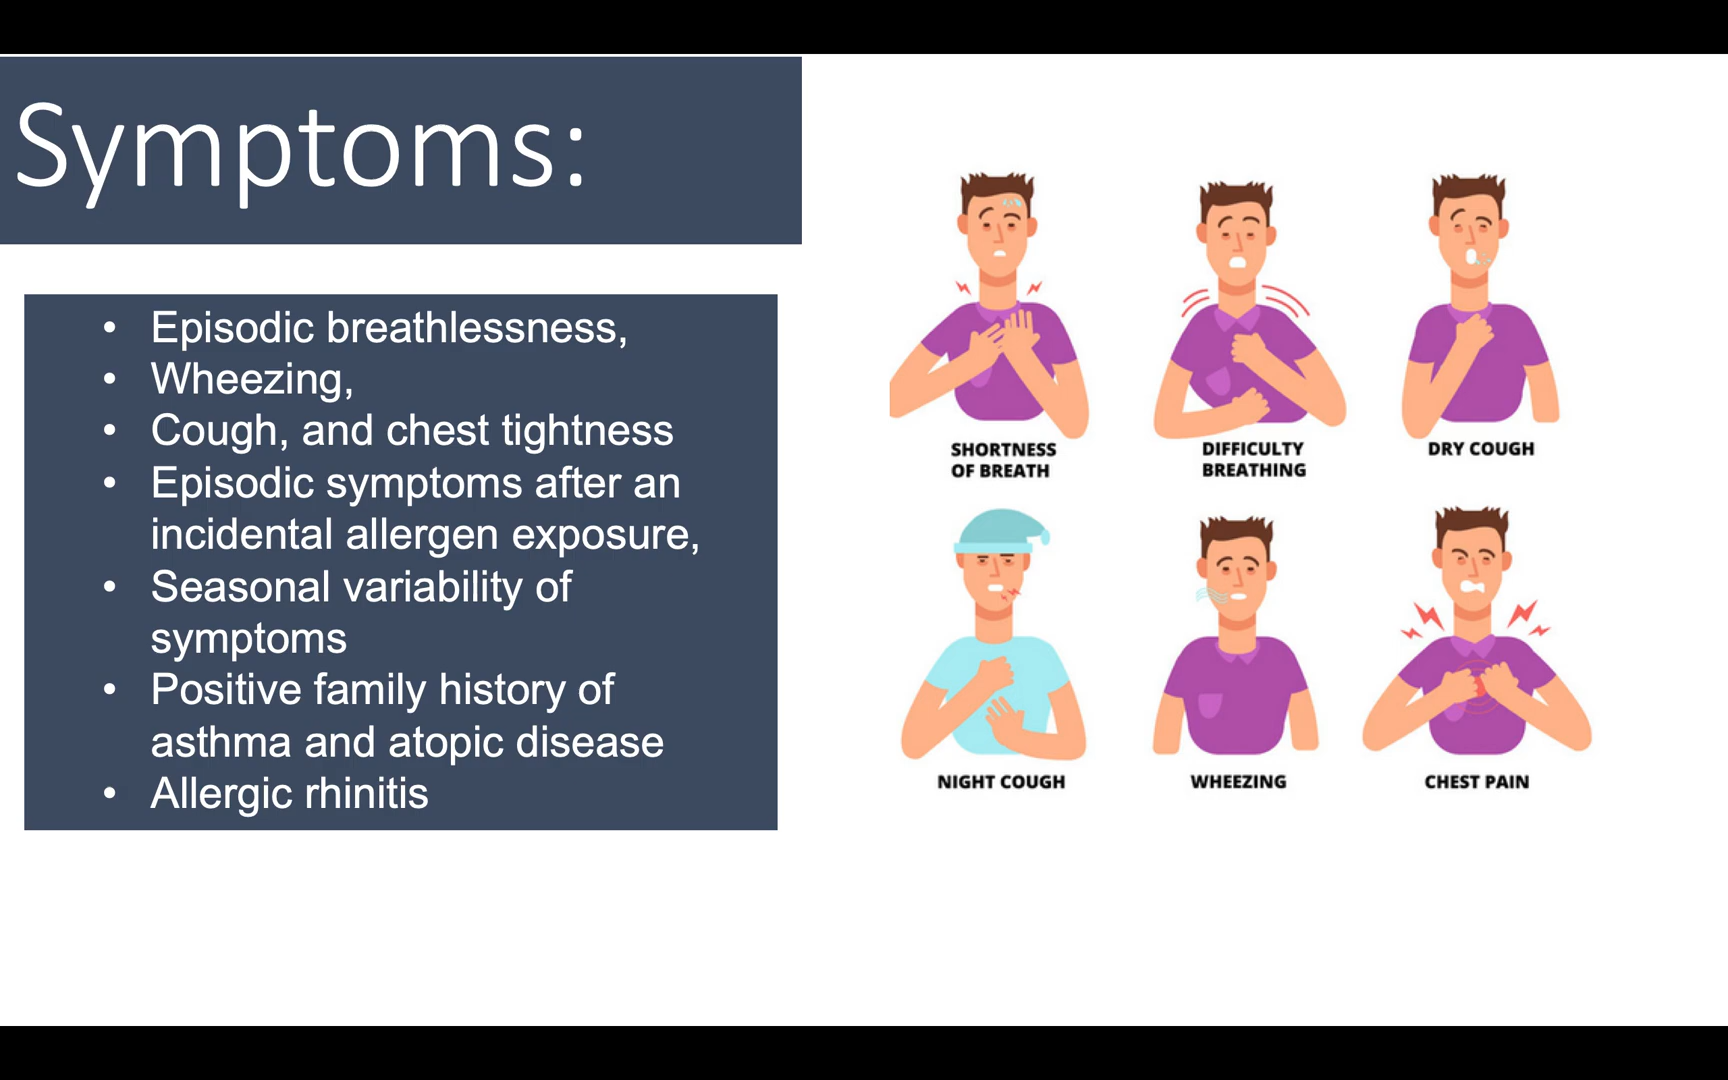 Symptoms:
• Episodic breathlessness,
• Wheezing,
• Cough, and chest tightness
• Episodic symptoms after an
incidental allergen exposure,
• Seasonal variability of
symptoms
• Positive family history of
asthma and atopic disease
• Allergic rhinitis
SHORTNESS
OF BREATH
DIFFICULTY
BREATHING
DRY COUGH
NIGHT COUGH
WHEEZING
CHEST PAIN